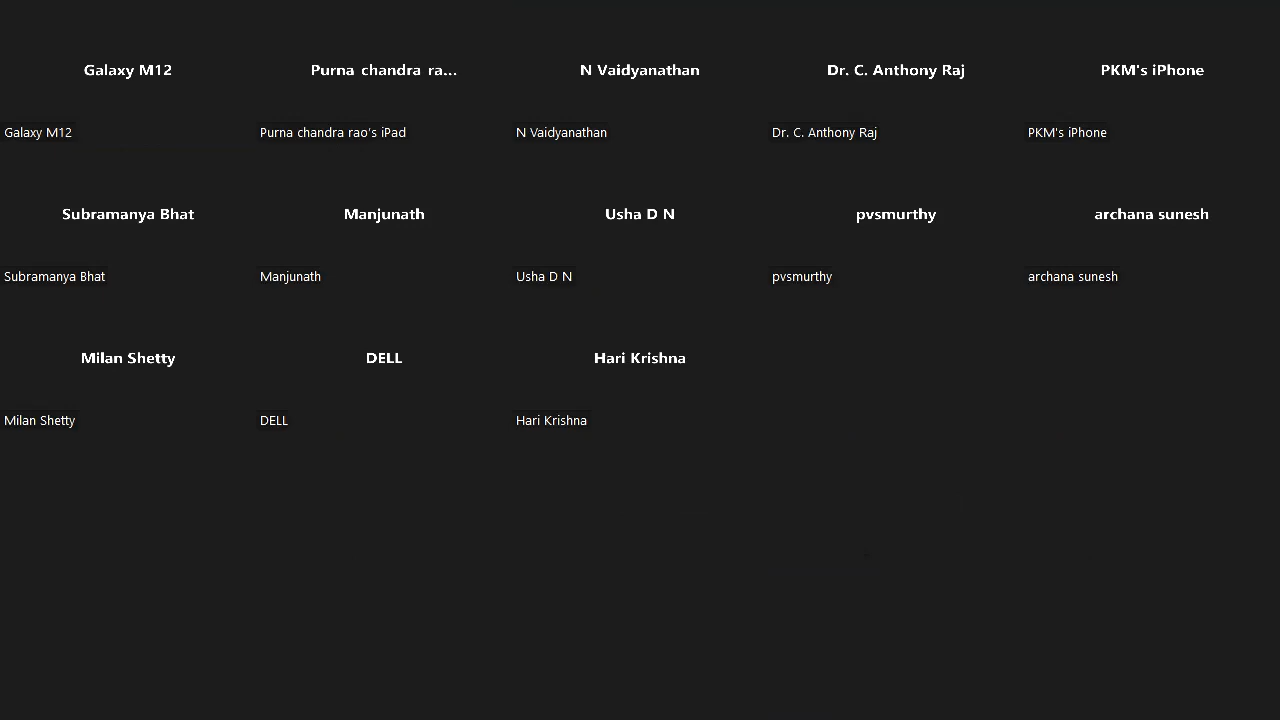 Galaxy M12
Purna chandra ra...
N Vaidyanathan
Dr. C. Anthony Raj
PKM's iPhone
Galaxy M12
Purna chandra rao's iPad
N Vaidyanathan
Dr. C. Anthony Raj
PKM's iPhone
Subramanya Bhat
Manjunath
Usha D N
pvsmurthy
archana sunesh
Subramanya Bhat
Manjunath
Usha D N
pvsmurthy
archana sunesh
Milan Shetty
DELL
Hari Krishna
Milan Shetty
DELL
Hari Krishna